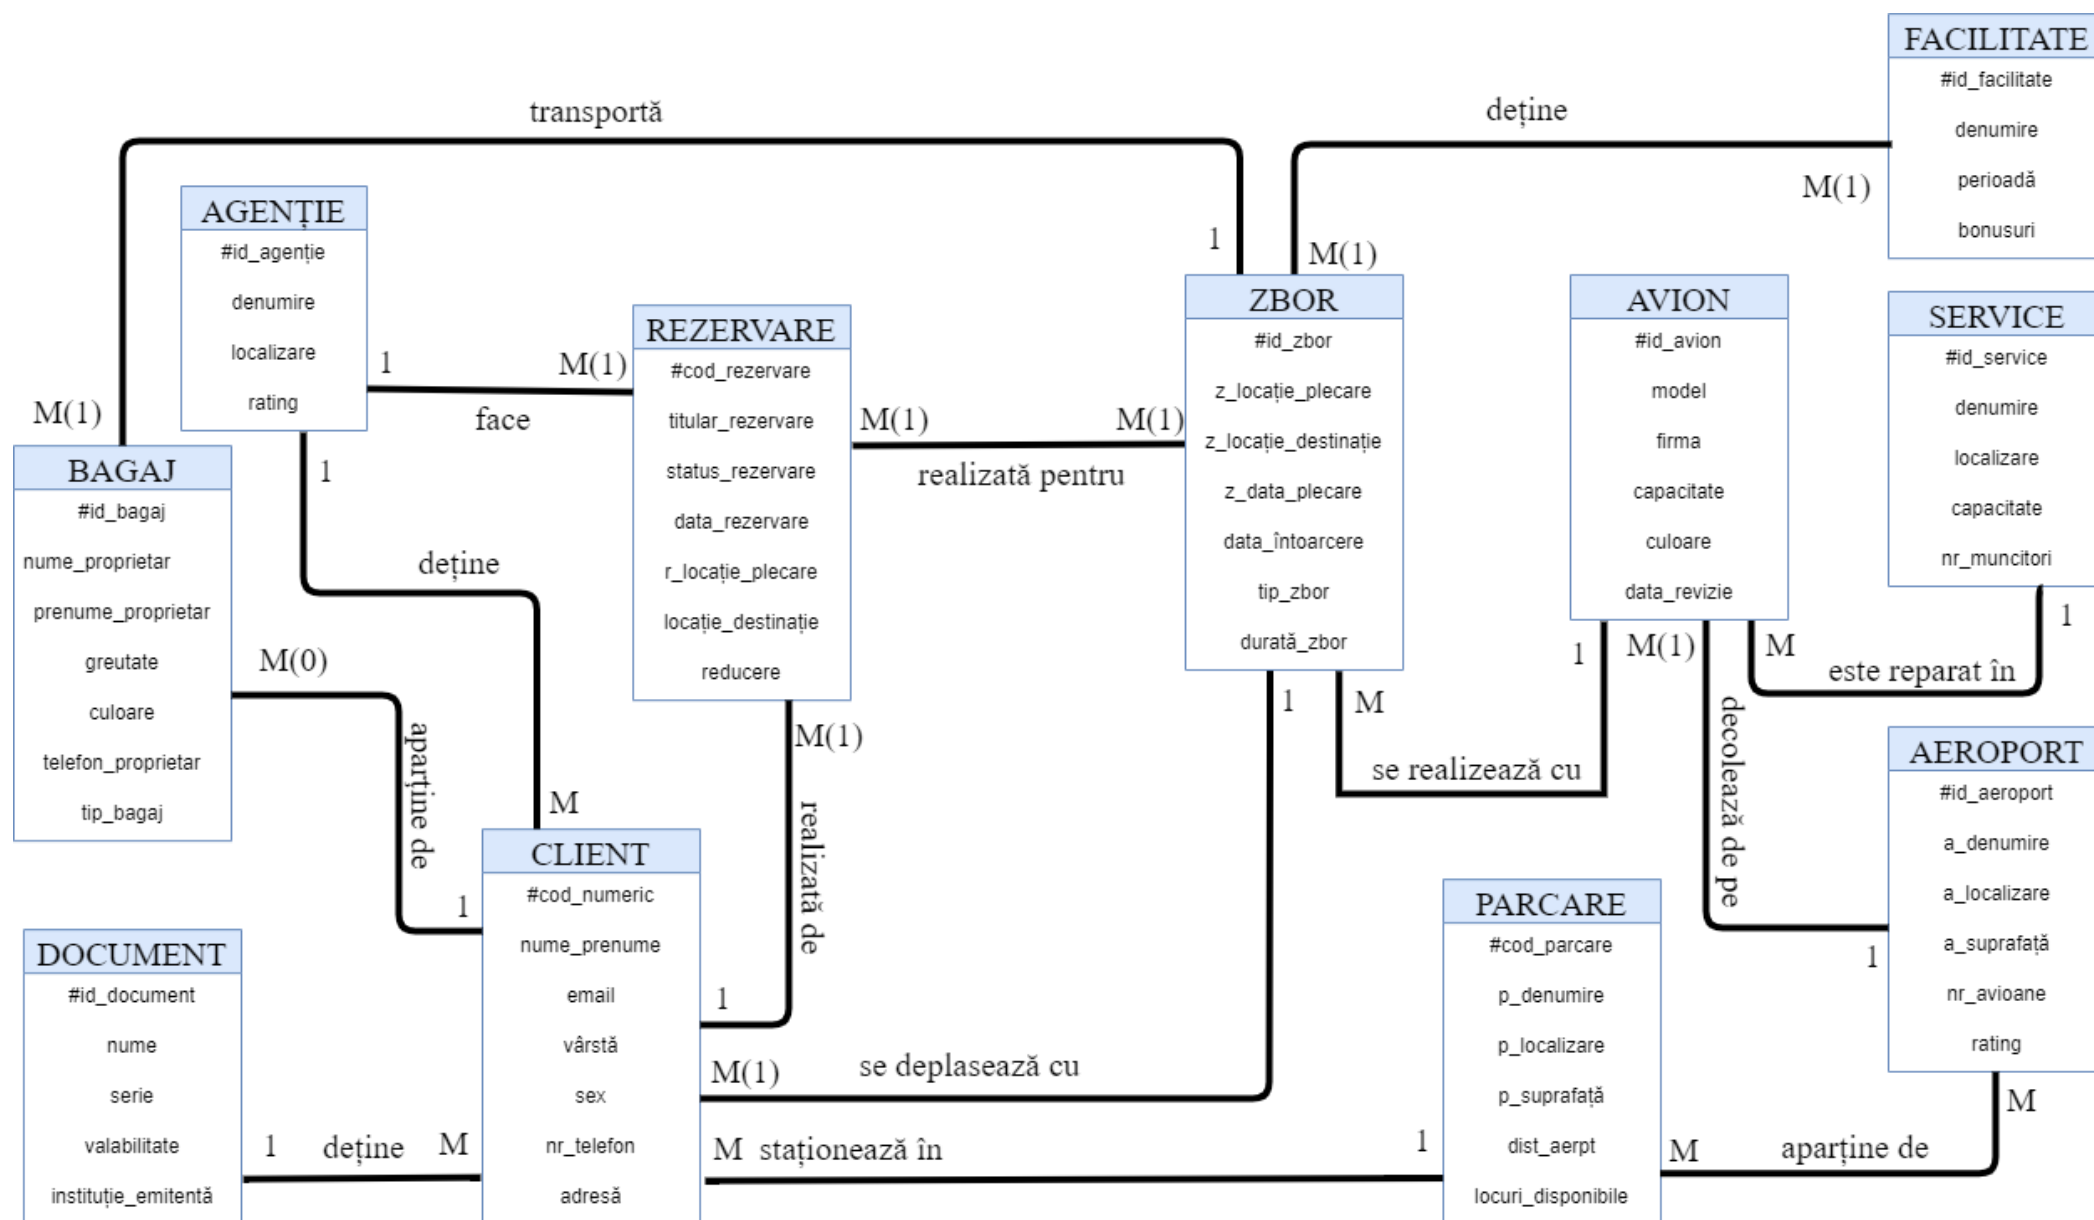 FACILITATE
#id_facilitate
denumire
perioadă
bonusuri
transportă
deține
M(1)
1
M(1)
AGENȚIE
#id_agenție
denumire
localizare
rating
1
face
M(1)
REZERVARE
#cod_rezervare
titular_rezervare
status_rezervare
data_rezervare
r_locație_plecare
locație_destinație
reducere
M(1)
M(1)
realizată pentru
ZBOR
#id_zbor
z_locație_plecare
z_locație_destinație
z_data_plecare
data_întoarcere
tip_zbor
durată_zbor
AVION
#id_avion
model
firma
capacitate
culoare
data_revizie
SERVICE
#id_service
denumire
localizare
capacitate
nr_muncitori
M(1)
BAGAJ
#id_bagaj
nume_proprietar
prenume_proprietar
greutate
culoare
telefon_proprietar
tip_bagaj
1
deține
M
M(0)
aparține de
1
M(1)
realizată de
1
1
M
se realizează cu
1
M(1)
decolează de pe
1
M
este reparat în
1
AEROPORT
#id_aeroport
a_denumire
a_localizare
a_suprafață
nr_avioane
rating
CLIENT
#cod_numeric
nume_prenume
email
vârstă
sex
nr_telefon
adresă
M(1)
se deplasează cu
DOCUMENT
#id_document
nume
serie
valabilitate
instituție_emitentă
1
deține
M
M
staționează în
1
PARCARE
#cod_parcare
p_denumire
p_localizare
p_suprafață
dist_aerpt
locuri_disponibile
M
aparține de
M